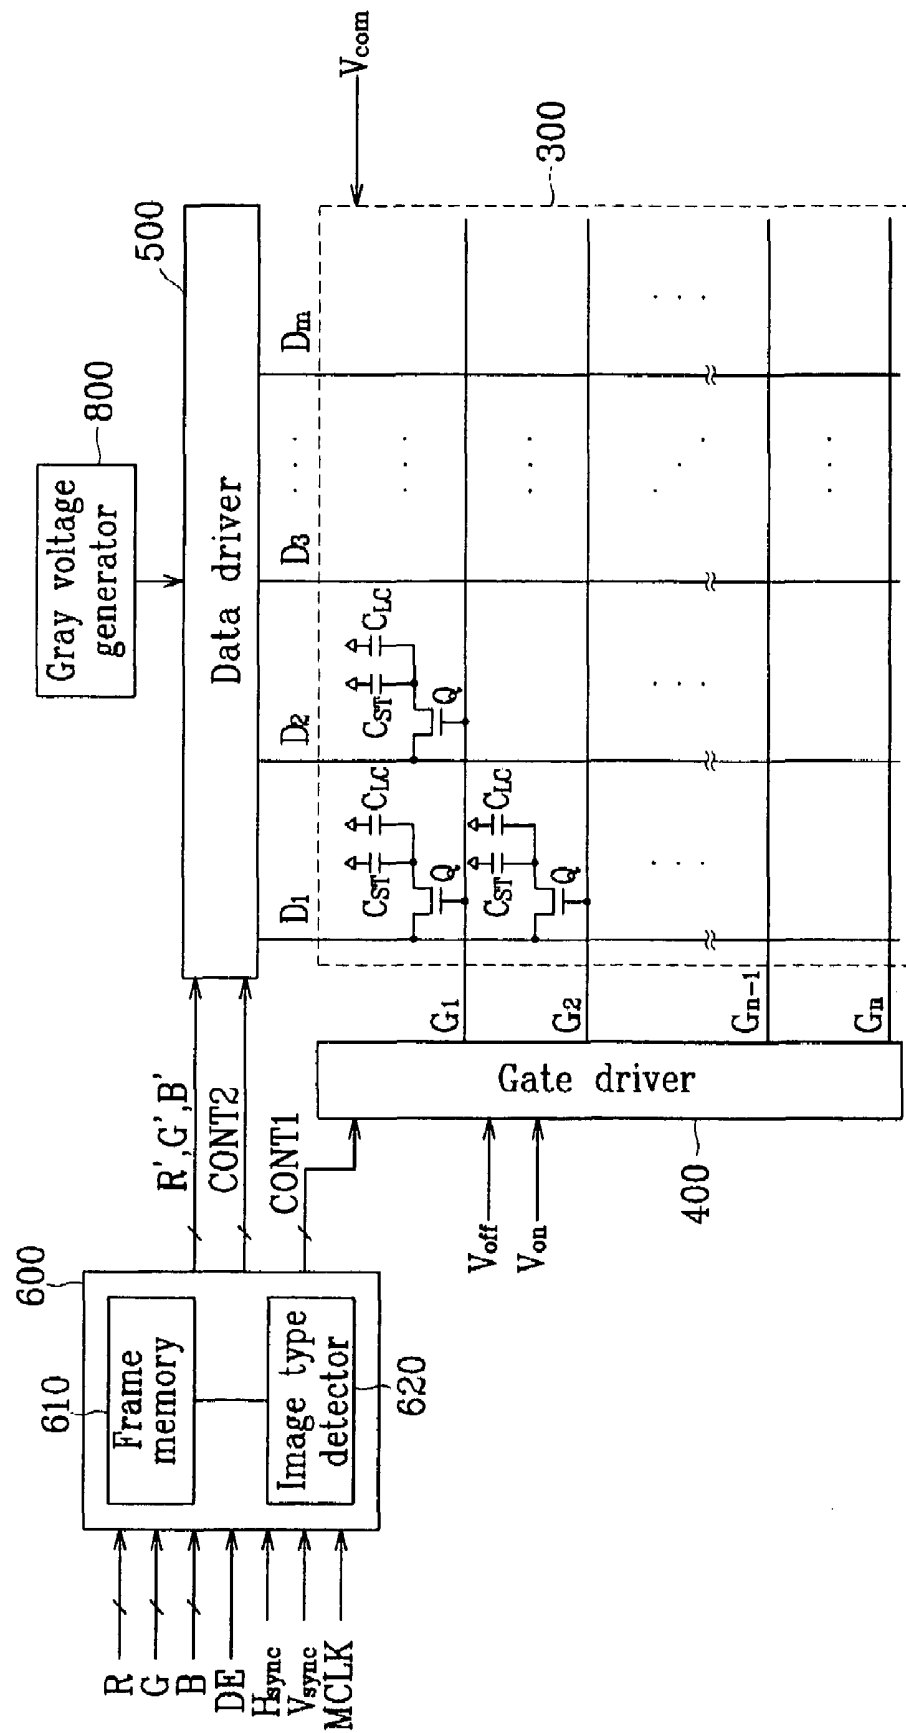 R
G
B
DE
Hsync
Vsync
MCLK
600
610
Frame
memory
Image type
detector
620
R',G',B'
CONT2
CONT1
Voff
Von
Gray voltage
generator
800
Data driver
500
Gate driver
400
D1
D2
D3
Dm
G1
G2
Gn-1
Gn
CST
CLC
Q
CST
CLC
Q
CST
CLC
Q
300
Vcom